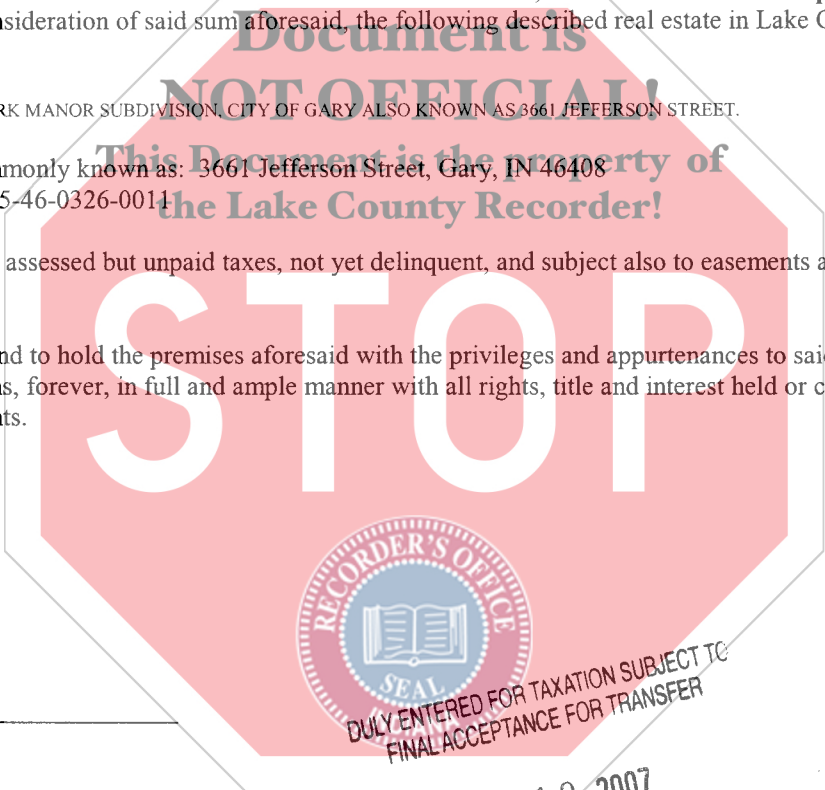 nsideration of said sum aforesaid, the following described real estate in Lake C
Document is
NOT OFFICIAL!
RK MANOR SUBDIVISION, CITY OF GARY ALSO KNOWN AS 3661 JEFFERSON STREET.
This Document is the property of
mmonly known as: 3661 Jefferson Street, Gary, IN 46408
5-46-0326-0011
the Lake County Recorder!
assessed but unpaid taxes, not yet delinquent, and subject also to easements a
STOP
nd to hold the premises aforesaid with the privileges and appurtenances to said
ns, forever, in full and ample manner with all rights, title and interest held or c
nts.
RECORDER'S OFFICE
SEAL
INDIANA
DULY ENTERED FOR TAXATION SUBJECT TO
FINAL ACCEPTANCE FOR TRANSFER
2007